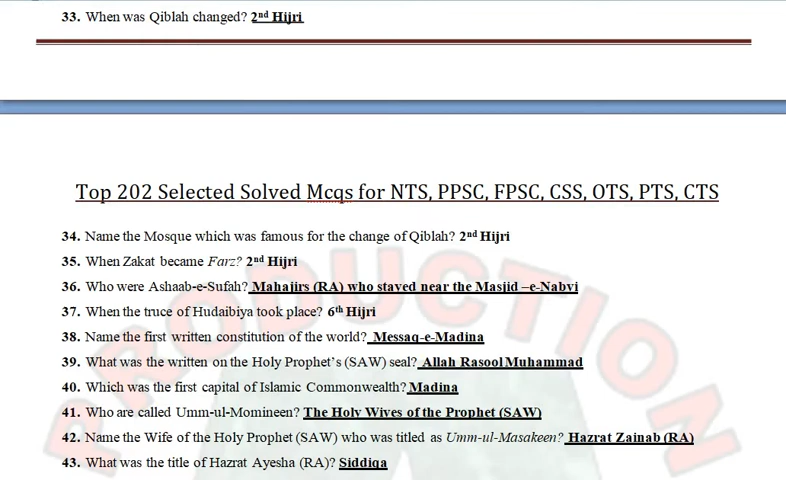 33. When was Qiblah changed? 2nd Hijri
Top 202 Selected Solved Mcqs for NTS, PPSC, FPSC, CSS, OTS, PTS, CTS
34. Name the Mosque which was famous for the change of Qiblah? 2nd Hijri
35. When Zakat became Farz? 2nd Hijri
36. Who were Ashaab-e-Sufah? Mahajirs (RA) who stayed near the Masjid –e-Nabvi
37. When the truce of Hudaibiya took place? 6th Hijri
38. Name the first written constitution of the world? Messaq-e-Madina
39. What was the written on the Holy Prophet's (SAW) seal? Allah Rasool Muhammad
40. Which was the first capital of Islamic Commonwealth? Madina
41. Who are called Umm-ul-Momineen? The Holy Wives of the Prophet (SAW)
42. Name the Wife of the Holy Prophet (SAW) who was titled as Umm-ul-Masakeen? Hazrat Zainab (RA)
43. What was the title of Hazrat Ayesha (RA)? Siddiqa
PRODUCTION